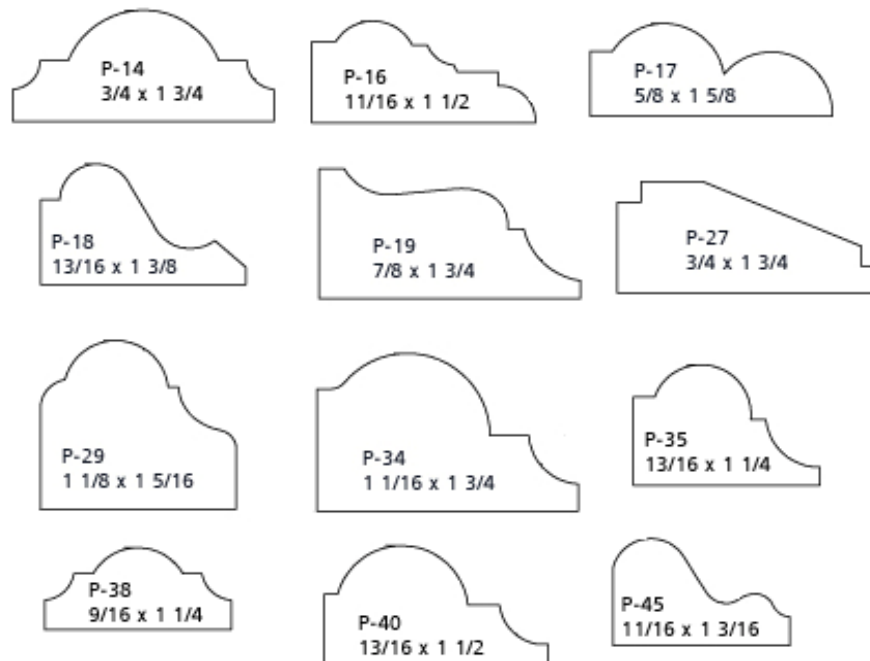 P-14
3/4 x 1 3/4
P-16
11/16 x 1 1/2
P-17
5/8 x 1 5/8
P-18
13/16 x 1 3/8
P-19
7/8 x 1 3/4
P-27
3/4 x 1 3/4
P-29
1 1/8 x 1 5/16
P-34
1 1/16 x 1 3/4
P-35
13/16 x 1 1/4
P-38
9/16 x 1 1/4
P-40
13/16 x 1 1/2
P-45
11/16 x 1 3/16